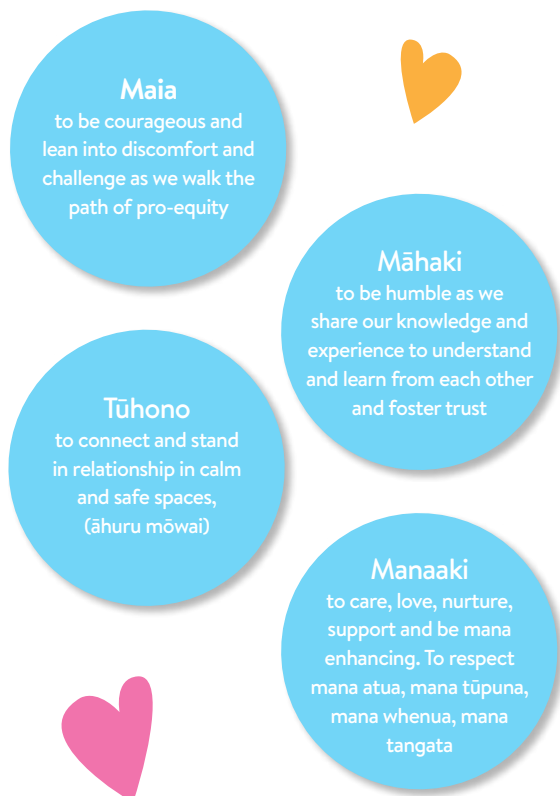 Maia
to be courageous and
lean into discomfort and
challenge as we walk the
path of pro-equity
Māhaki
to be humble as we
share our knowledge and
experience to understand
and learn from each other
and foster trust
Tūhono
to connect and stand
in relationship in calm
and safe spaces,
(āhuru mōwai)
Manaaki
to care, love, nurture,
support and be mana
enhancing. To respect
mana atua, mana tūpuna,
mana whenua, mana
tangata